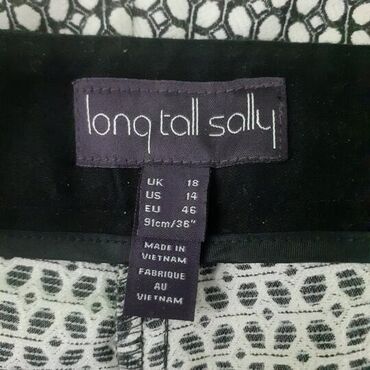 long tall sally
UK 18
US 14
EU 46
91cm/36"
MADE IN
VIETNAM
FABRIQUE
AU
VIETNAM